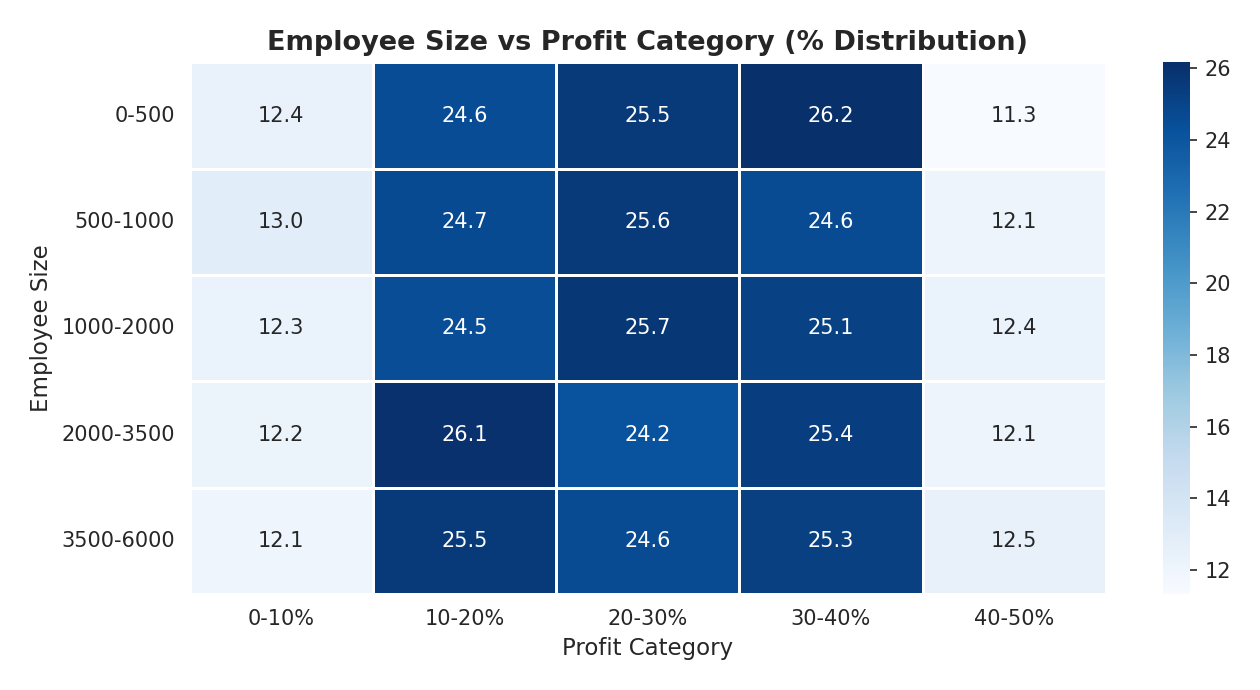 Employee Size vs Profit Category (% Distribution)
Employee Size
0-500 12.4 24.6 25.5 26.2 11.3
500-1000 13.0 24.7 25.6 24.6 12.1
1000-2000 12.3 24.5 25.7 25.1 12.4
2000-3500 12.2 26.1 24.2 25.4 12.1
3500-6000 12.1 25.5 24.6 25.3 12.5
0-10% 10-20% 20-30% 30-40% 40-50%
Profit Category
26
24
22
20
18
16
14
12